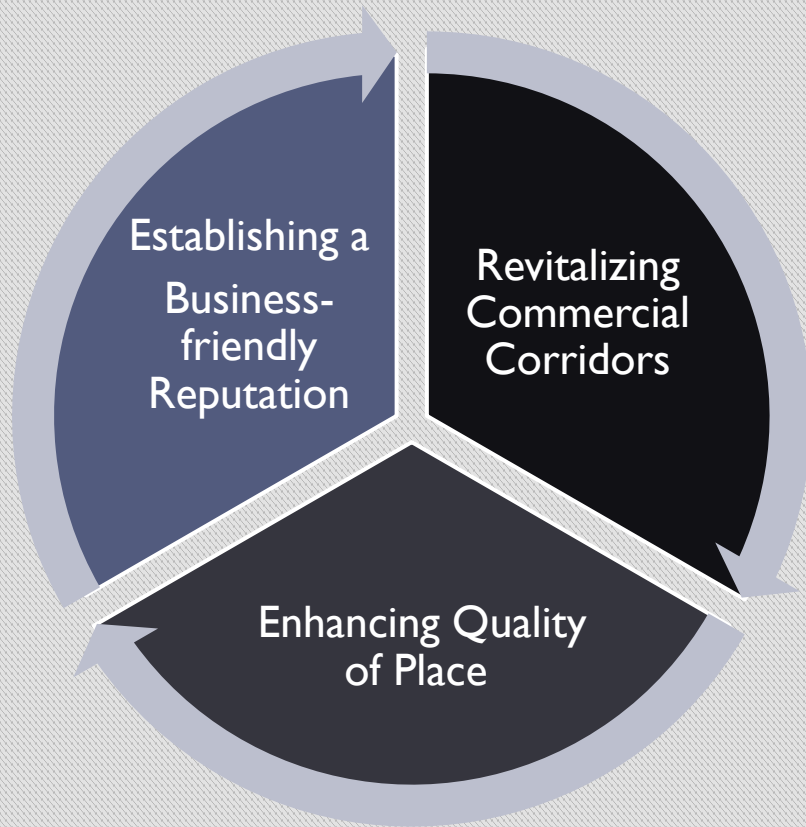 Establishing a
Business-
friendly
Reputation
Revitalizing
Commercial
Corridors
Enhancing Quality
of Place